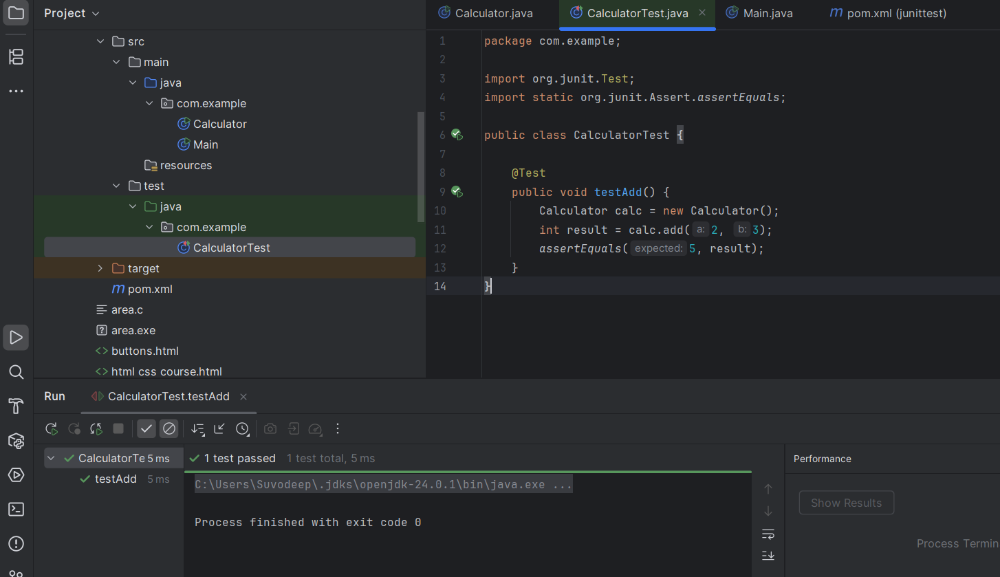 Project
Calculator.java
CalculatorTest.java
Main.java
m pom.xml (junittest)
src
main
java
com.example
Calculator
Main
resources
test
java
com.example
CalculatorTest
target
m pom.xml
area.c
? area.exe
<> buttons.html
<> html css course.html
1 package com.example;
2
3 import org.junit.Test;
4 import static org.junit.Assert.assertEquals;
5
6 public class CalculatorTest {
7
8 @Test
9 public void testAdd() {
10 Calculator calc = new Calculator();
11 int result = calc.add( a: 2, b: 3);
12 assertEquals( expected: 5, result);
13 }
14 }
Run
CalculatorTest.testAdd
CalculatorTe 5 ms
testAdd 5 ms
1 test passed 1 test total, 5 ms
C:\Users\Suvodeep\.jdks\openjdk-24.0.1\bin\java.exe ...
Process finished with exit code 0
Performance
Show Results
Process Termin